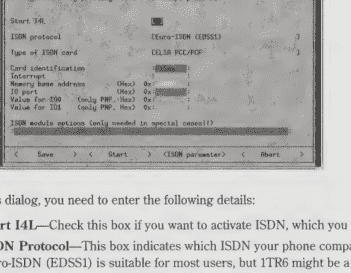 Start I4L
ISDN protocol [Euro-ISDN (EDSS1) ]
Type of ISDN card [ELSA PCC/PCF ]
Card identification
Interrupt
Memory base address (Hex) 0x:
IO port (Hex) 0x:
Value for IO0 (only PNP, Hex) 0x:
Value for IO1 (only PNP, Hex) 0x:
ISDN module options (only needed in special cases!)
< Save > < Start > <ISDN parameter> < Abort >
s dialog, you need to enter the following details:
rt I4L—Check this box if you want to activate ISDN, which you
DN Protocol—This box indicates which ISDN your phone compa
ro-ISDN (EDSS1) is suitable for most users, but 1TR6 might be a